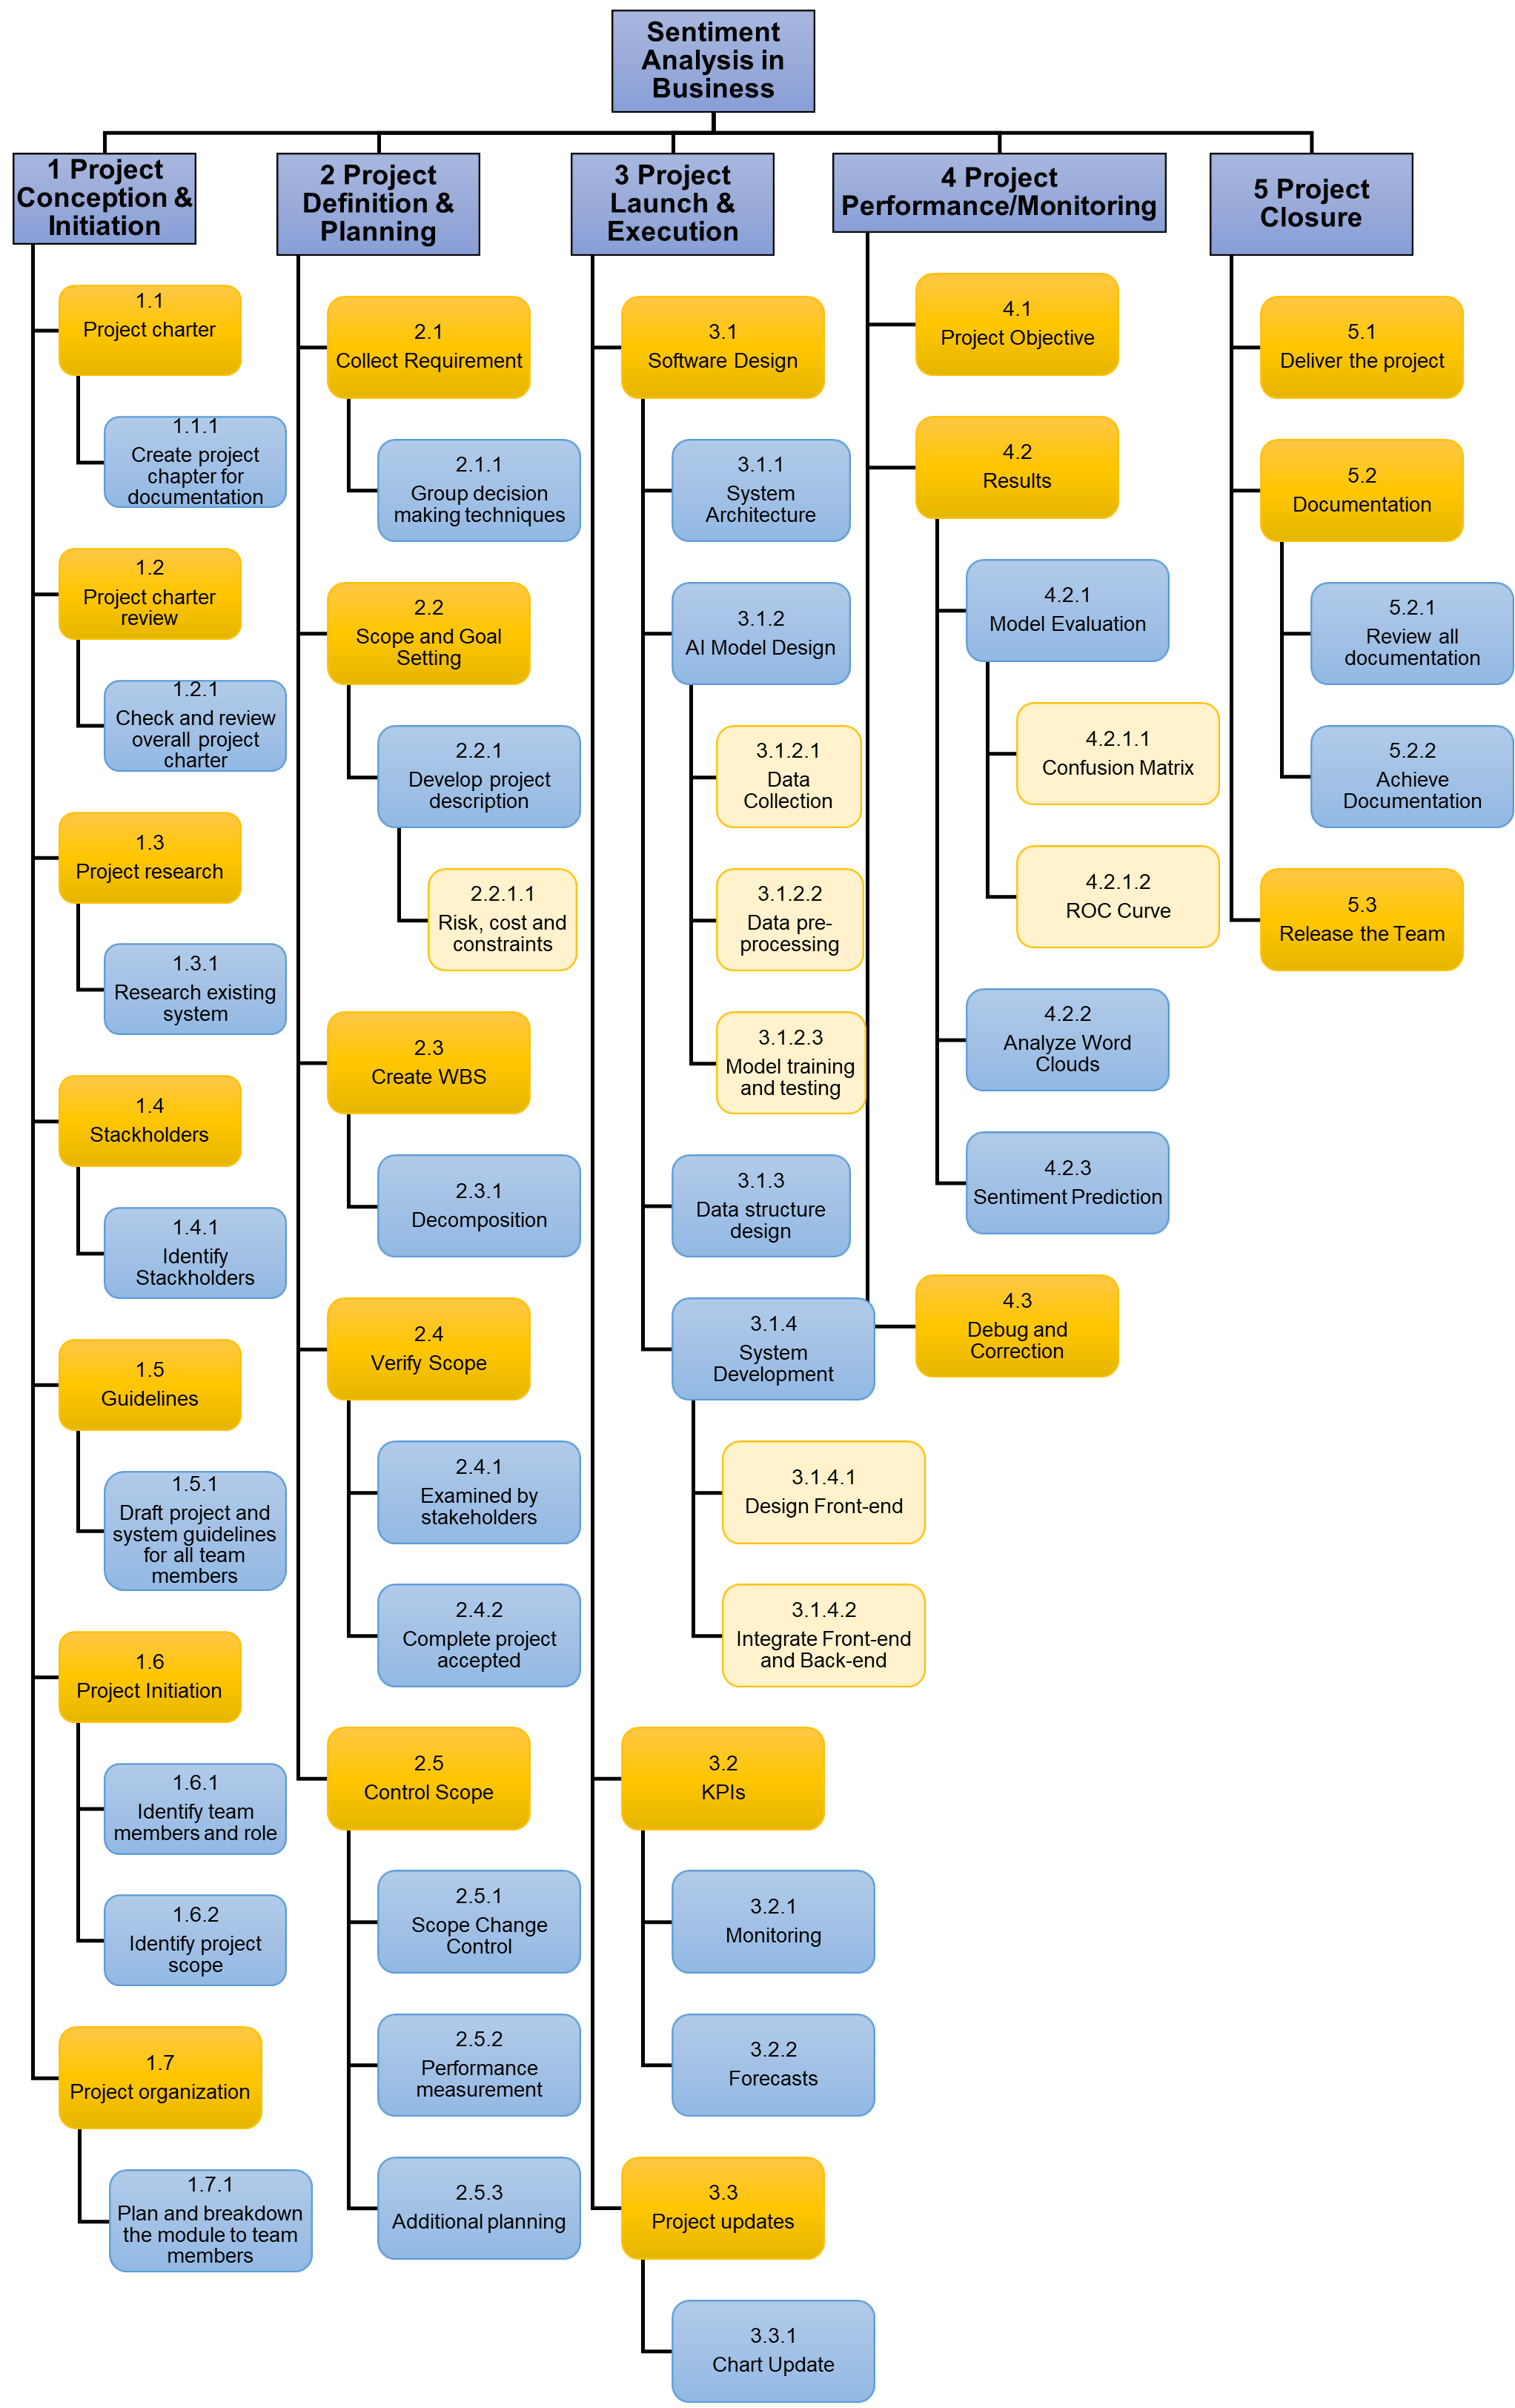 Sentiment
Analysis in
Business
1 Project
Conception &
Initiation
1.1
Project charter
1.1.1
Create project
chapter for
documentation
1.2
Project charter
review
1.2.1
Check and review
overall project
charter
1.3
Project research
1.3.1
Research existing
system
1.4
Stackholders
1.4.1
Identify
Stackholders
1.5
Guidelines
1.5.1
Draft project and
system guidelines
for all team
members
1.6
Project Initiation
1.6.1
Identify team
members and role
1.6.2
Identify project
scope
1.7
Project organization
1.7.1
Plan and breakdown
the module to team
members
2 Project
Definition &
Planning
2.1
Collect Requirement
2.1.1
Group decision
making techniques
2.2
Scope and Goal
Setting
2.2.1
Develop project
description
2.2.1.1
Risk, cost and
constraints
2.3
Create WBS
2.3.1
Decomposition
2.4
Verify Scope
2.4.1
Examined by
stakeholders
2.4.2
Complete project
accepted
2.5
Control Scope
2.5.1
Scope Change
Control
2.5.2
Performance
measurement
2.5.3
Additional planning
3 Project
Launch &
Execution
3.1
Software Design
3.1.1
System
Architecture
3.1.2
AI Model Design
3.1.2.1
Data
Collection
3.1.2.2
Data pre-
processing
3.1.2.3
Model training
and testing
3.1.3
Data structure
design
3.1.4
System
Development
3.1.4.1
Design Front-end
3.1.4.2
Integrate Front-end
and Back-end
3.2
KPIs
3.2.1
Monitoring
3.2.2
Forecasts
3.3
Project updates
3.3.1
Chart Update
4 Project
Performance/Monitoring
4.1
Project Objective
4.2
Results
4.2.1
Model Evaluation
4.2.1.1
Confusion Matrix
4.2.1.2
ROC Curve
4.2.2
Analyze Word
Clouds
4.2.3
Sentiment Prediction
4.3
Debug and
Correction
5 Project
Closure
5.1
Deliver the project
5.2
Documentation
5.2.1
Review all
documentation
5.2.2
Achieve
Documentation
5.3
Release the Team